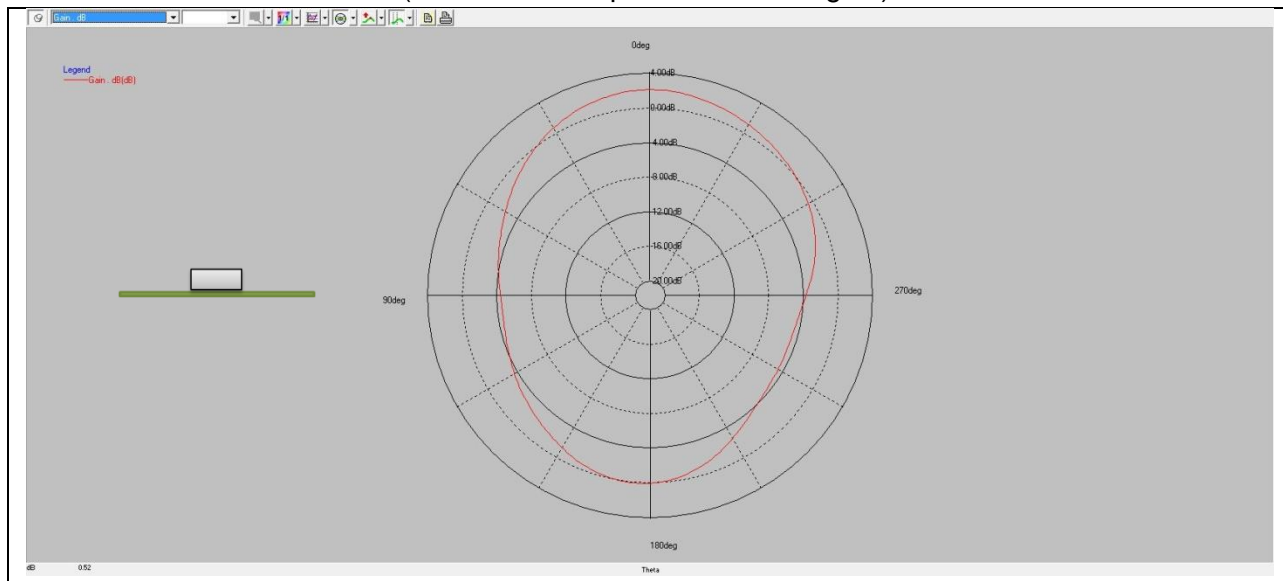 Gain . dB
0deg
Legend
Gain . dB(dB)
4.00dB
0.00dB
-4.00dB
-8.00dB
-12.00dB
-16.00dB
-20.00dB
90deg
270deg
180deg
dB 0.52 Theta